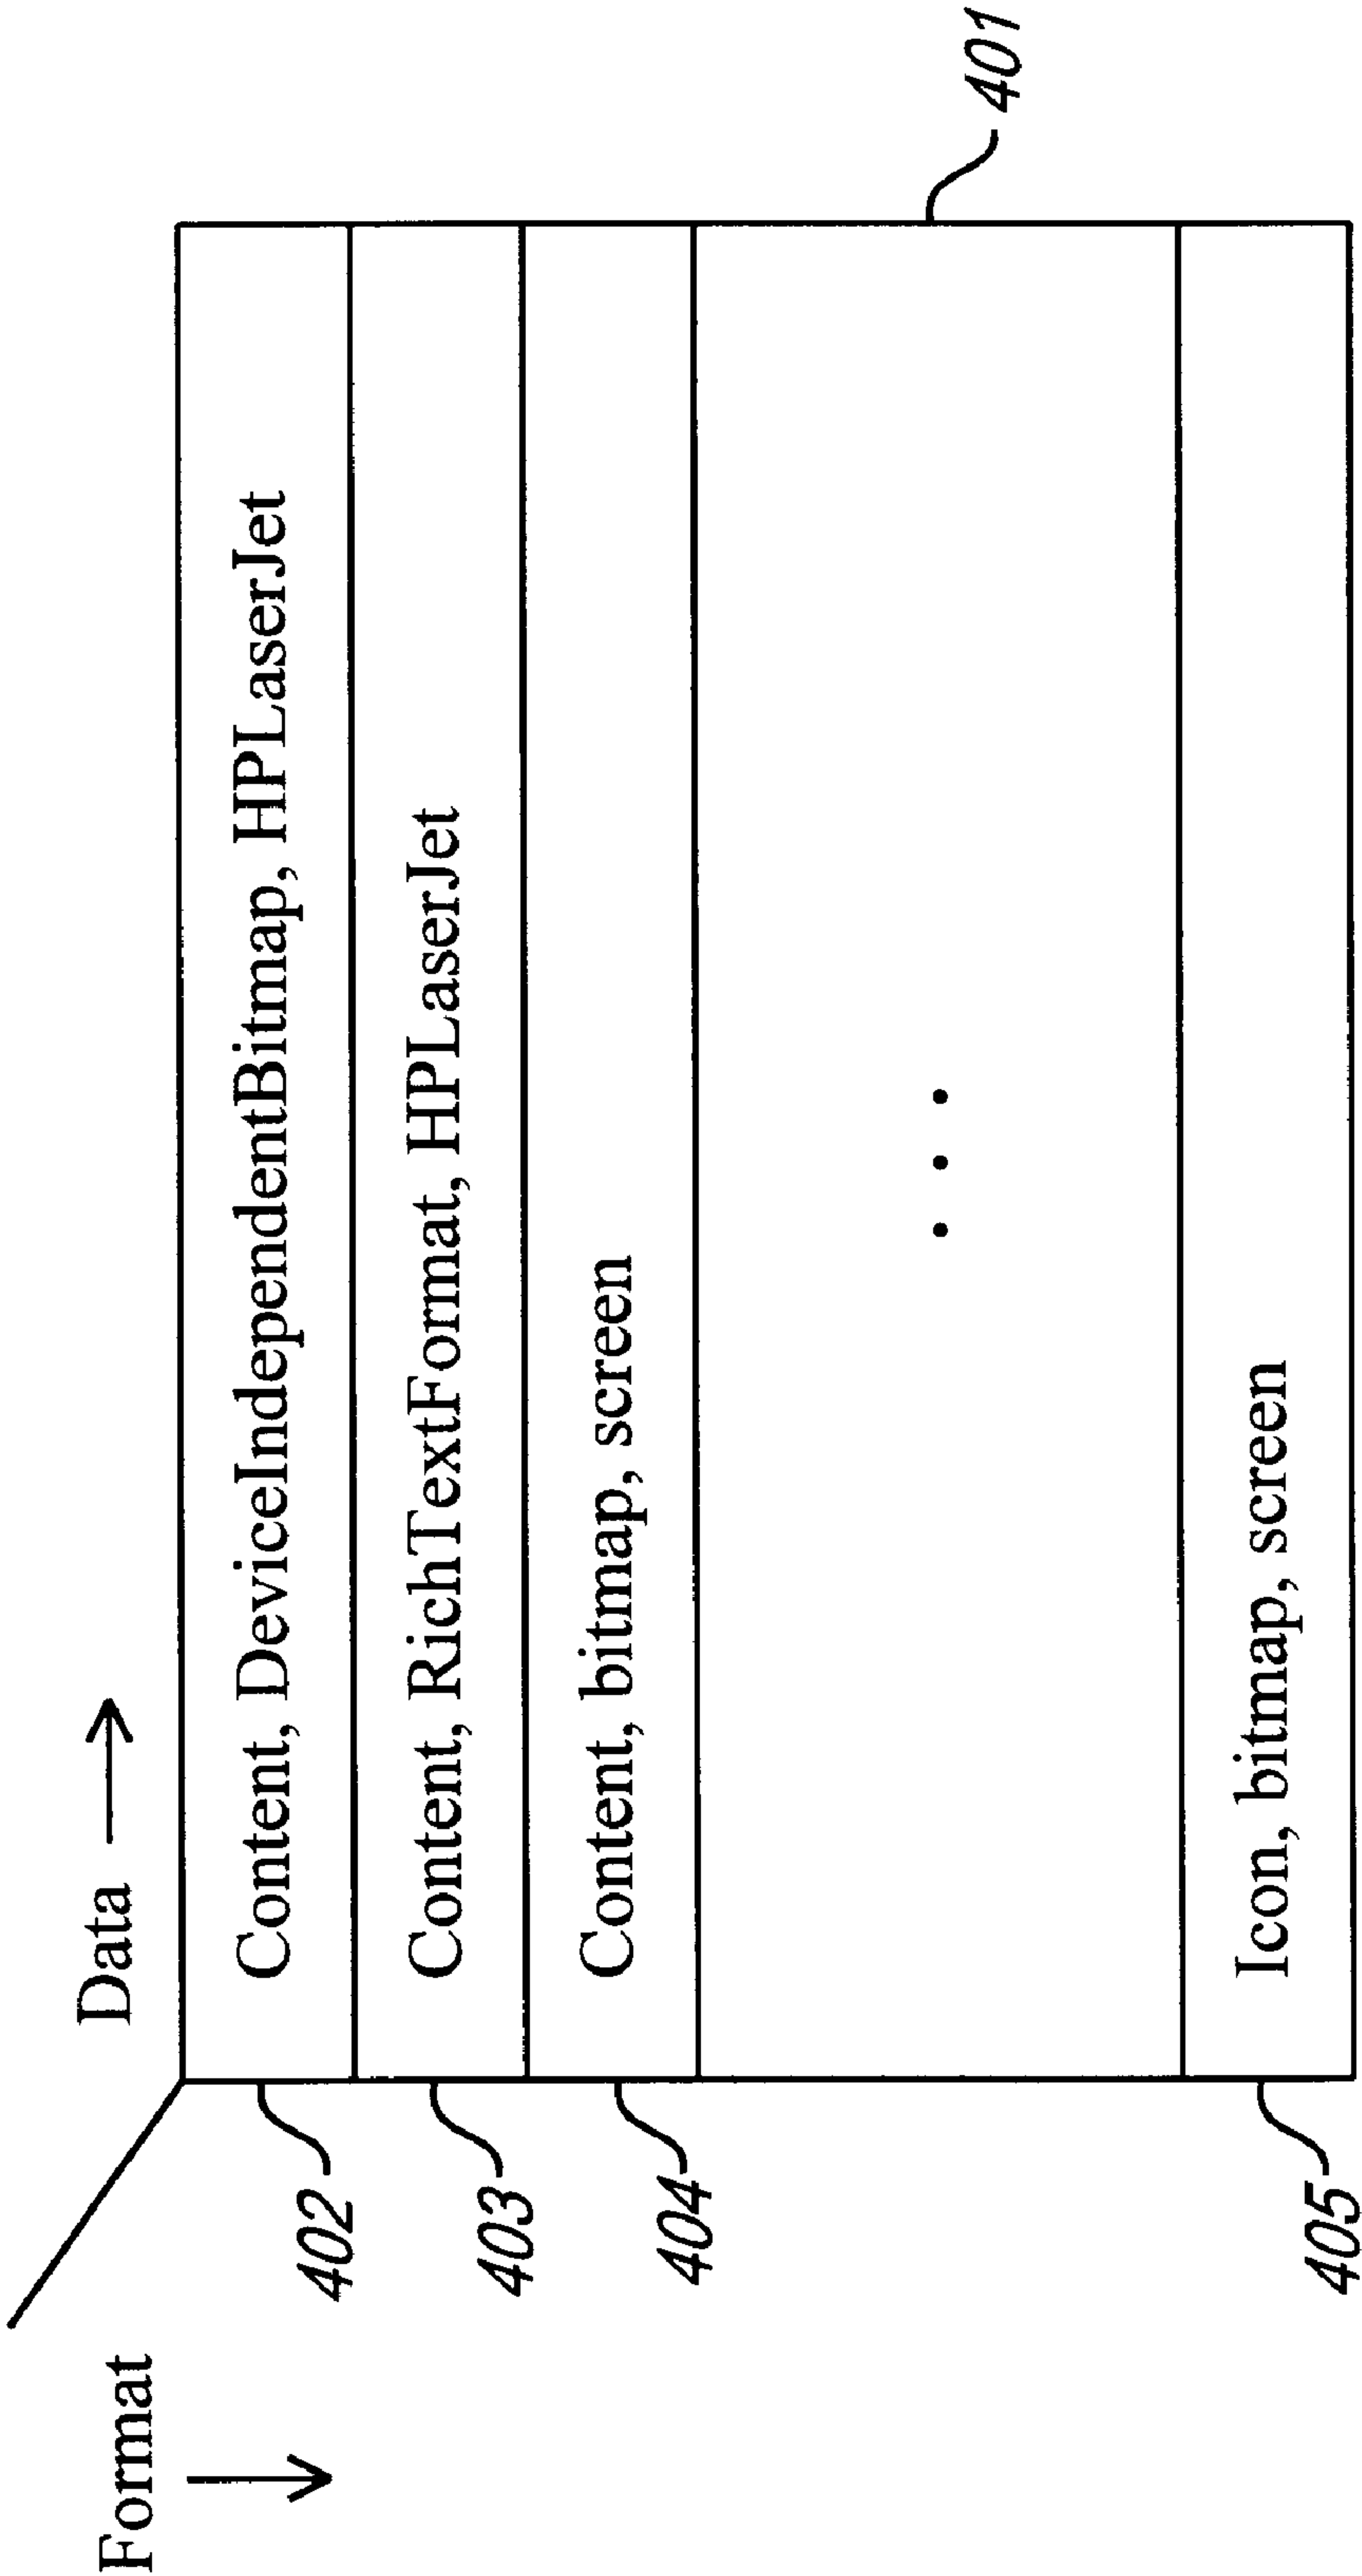 Data
Format
402
Content, DeviceIndependentBitmap, HPLaserJet
403
Content, RichTextFormat, HPLaserJet
404
Content, bitmap, screen
. . .
401
405
Icon, bitmap, screen